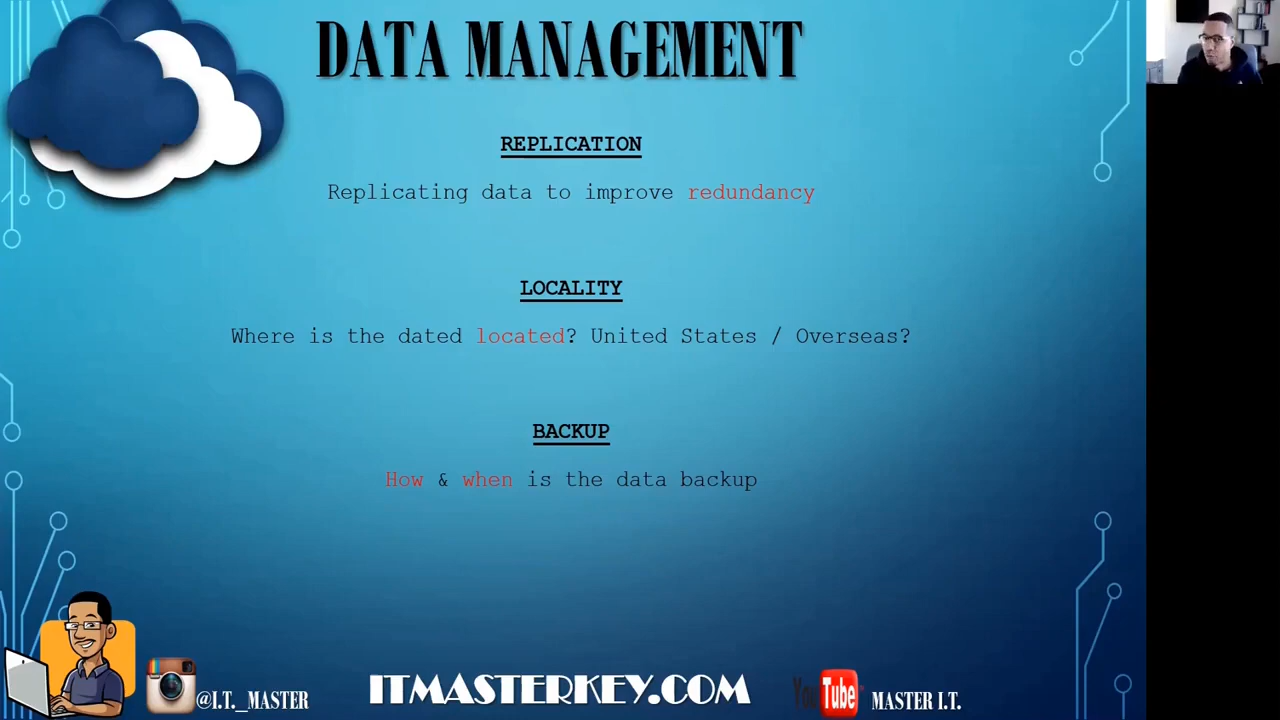 DATA MANAGEMENT
REPLICATION
Replicating data to improve redundancy
LOCALITY
Where is the dated located? United States / Overseas?
BACKUP
How & when is the data backup
@I.T._MASTER
ITMASTERKEY.COM
YouTube
MASTER I.T.